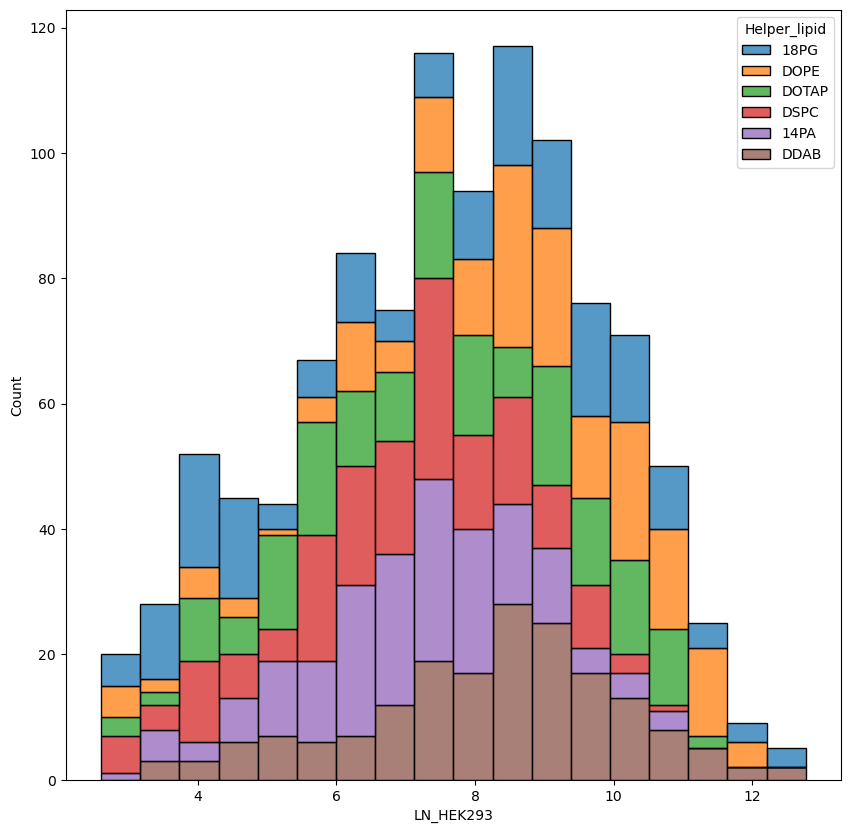 120
100
80
60
40
20
0
Count
4 6 8 10 12
LN_HEK293
Helper_lipid
18PG
DOPE
DOTAP
DSPC
14PA
DDAB